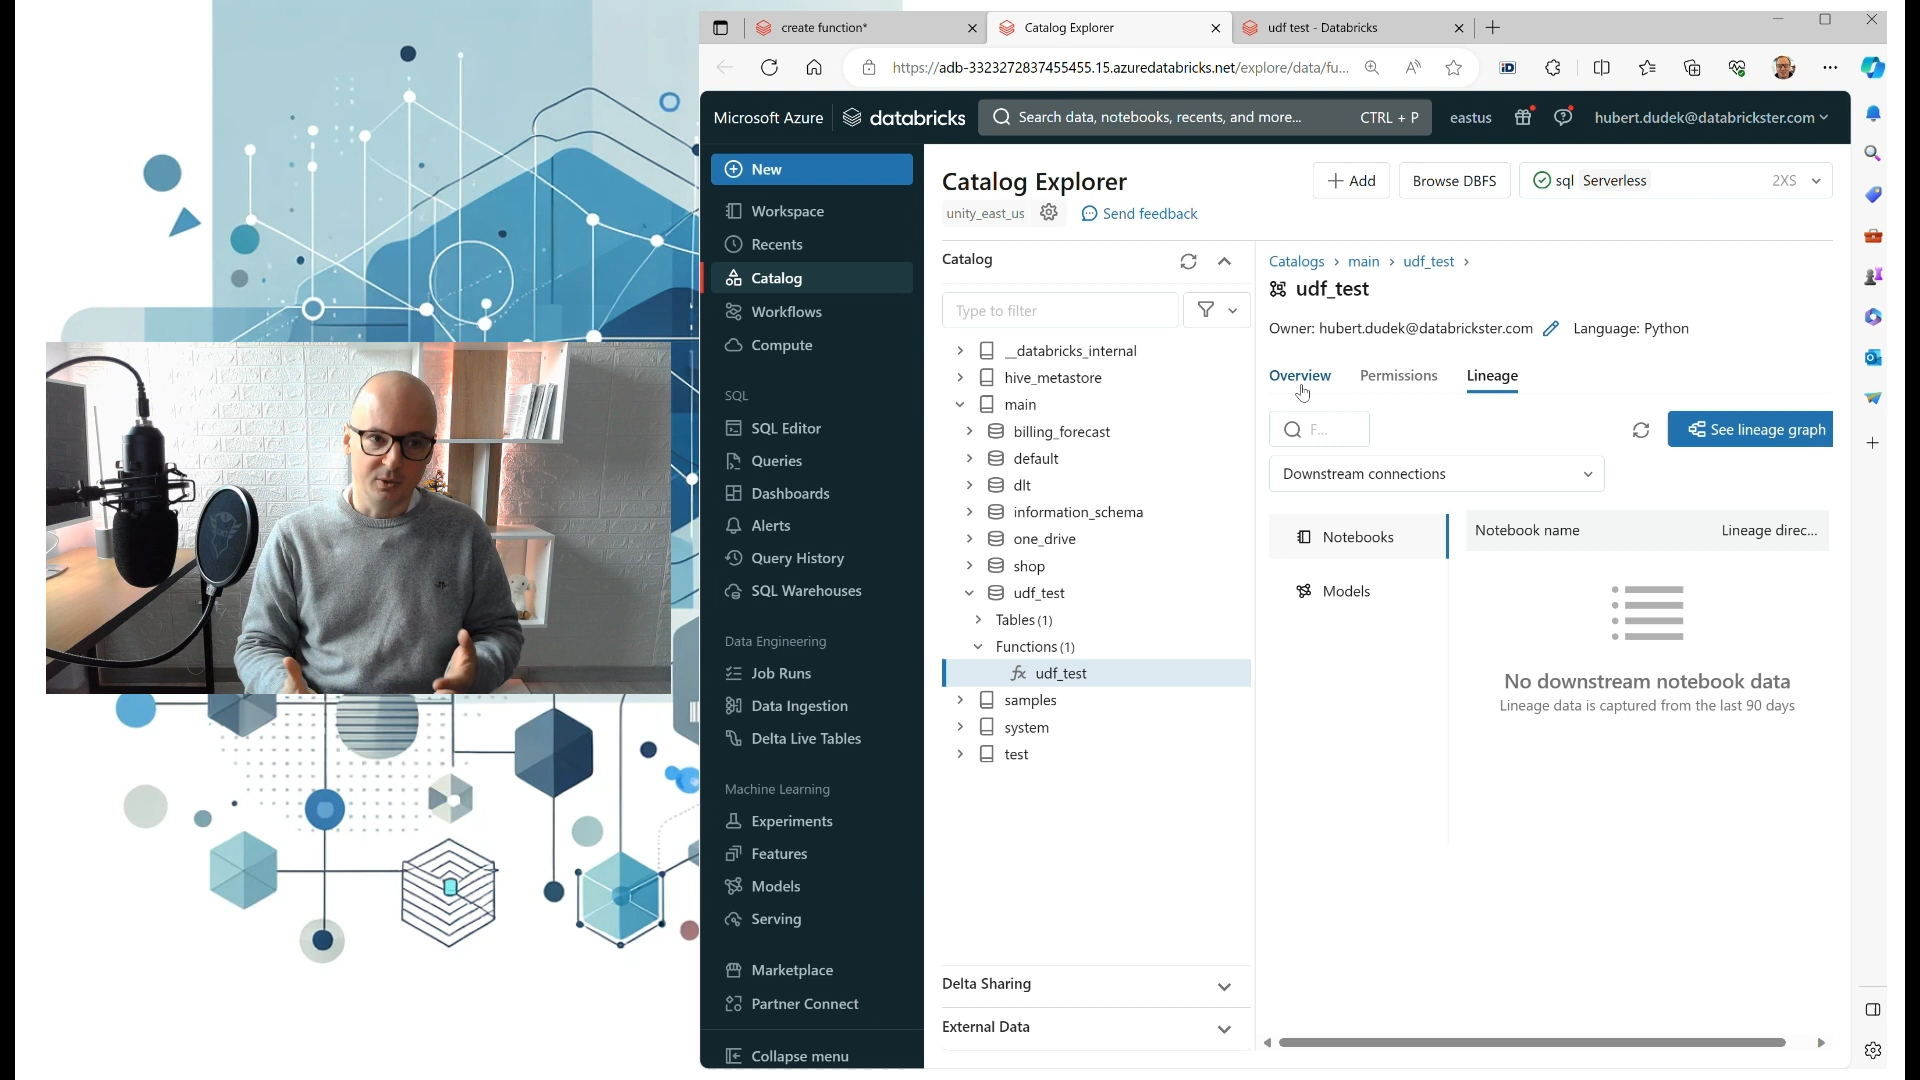 create function*
Catalog Explorer
udf test - Databricks
https://adb-3323272837455455.15.azuredatabricks.net/explore/data/fu...
Microsoft Azure
databricks
Search data, notebooks, recents, and more...
CTRL + P
eastus
hubert.dudek@databrickster.com
New
Workspace
Recents
Catalog
Workflows
Compute
SQL
SQL Editor
Queries
Dashboards
Alerts
Query History
SQL Warehouses
Data Engineering
Job Runs
Data Ingestion
Delta Live Tables
Machine Learning
Experiments
Features
Models
Serving
Marketplace
Partner Connect
Collapse menu
Catalog Explorer
Add
Browse DBFS
sql Serverless
2XS
unity_east_us
Send feedback
Catalog
Type to filter
__databricks_internal
hive_metastore
main
billing_forecast
default
dlt
information_schema
one_drive
shop
udf_test
Tables (1)
Functions (1)
fx udf_test
samples
system
test
Delta Sharing
External Data
Catalogs > main > udf_test >
udf_test
Owner: hubert.dudek@databrickster.com
Language: Python
Overview
Permissions
Lineage
F...
See lineage graph
Downstream connections
Notebooks
Models
Notebook name
Lineage direc...
No downstream notebook data
Lineage data is captured from the last 90 days